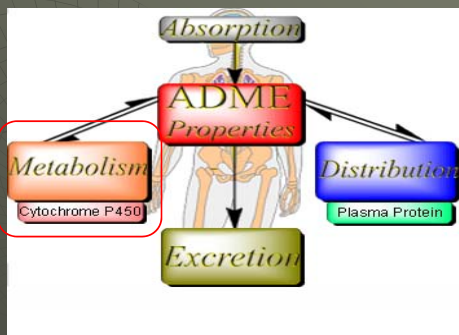 Absorption
ADME
Properties
Metabolism
Cytochrome P450
Distribution
Plasma Protein
Excretion